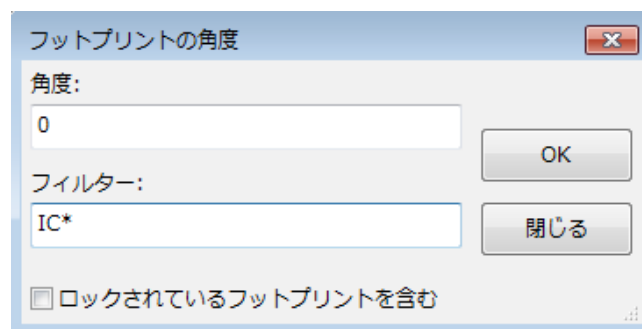 フットプリントの角度
角度:
0
OK
フィルター:
IC*
閉じる
ロックされているフットプリントを含む